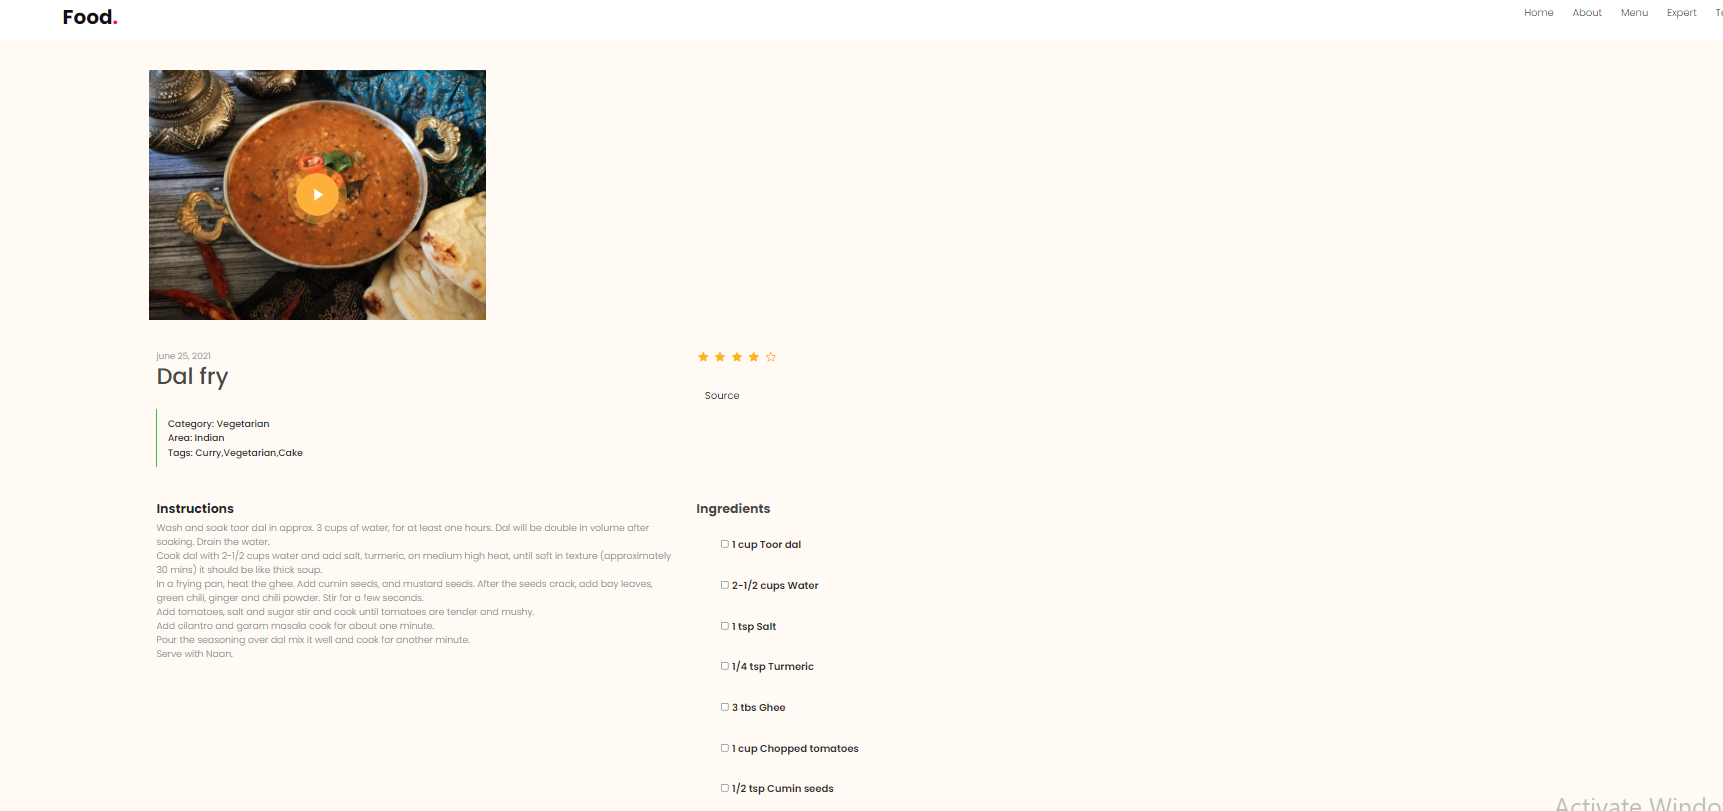 Food.
Home About Menu Expert
june 25, 2021
Dal fry
Source
Category: Vegetarian
Area: Indian
Tags: Curry,Vegetarian,Cake
Instructions
Wash and soak toor dal in approx. 3 cups of water, for at least one hours. Dal will be double in volume after
soaking. Drain the water.
Cook dal with 2-1/2 cups water and add salt, turmeric, on medium high heat, until soft in texture (approximately
30 mins) it should be like thick soup.
In a frying pan, heat the ghee. Add cumin seeds, and mustard seeds. After the seeds crack, add bay leaves,
green chili, ginger and chili powder. Stir for a few seconds.
Add tomatoes, salt and sugar stir and cook until tomatoes are tender and mushy.
Add cilantro and garam masala cook for about one minute.
Pour the seasoning over dal mix it well and cook for another minute.
Serve with Naan.
Ingredients
1 cup Toor dal
2-1/2 cups Water
1 tsp Salt
1/4 tsp Turmeric
3 tbs Ghee
1 cup Chopped tomatoes
1/2 tsp Cumin seeds
Activate Windo